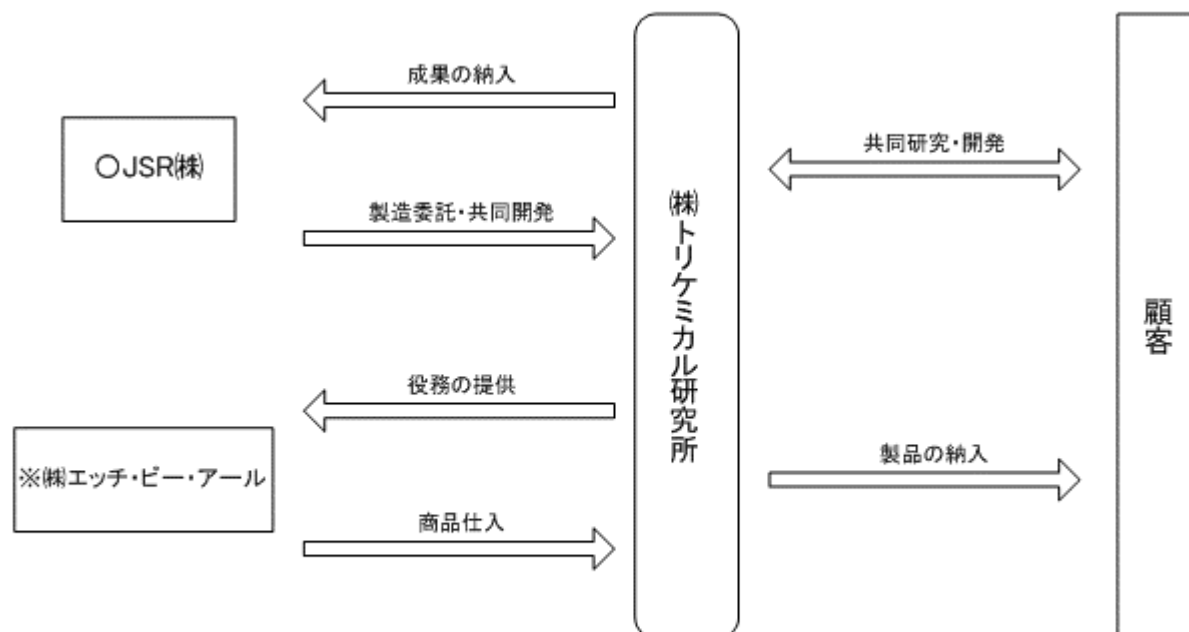 成果の納入
○JSR㈱
製造委託・共同開発
役務の提供
※㈱エッチ・ビー・アール
商品仕入
㈱トリケミカル研究所
共同研究・開発
製品の納入
顧客